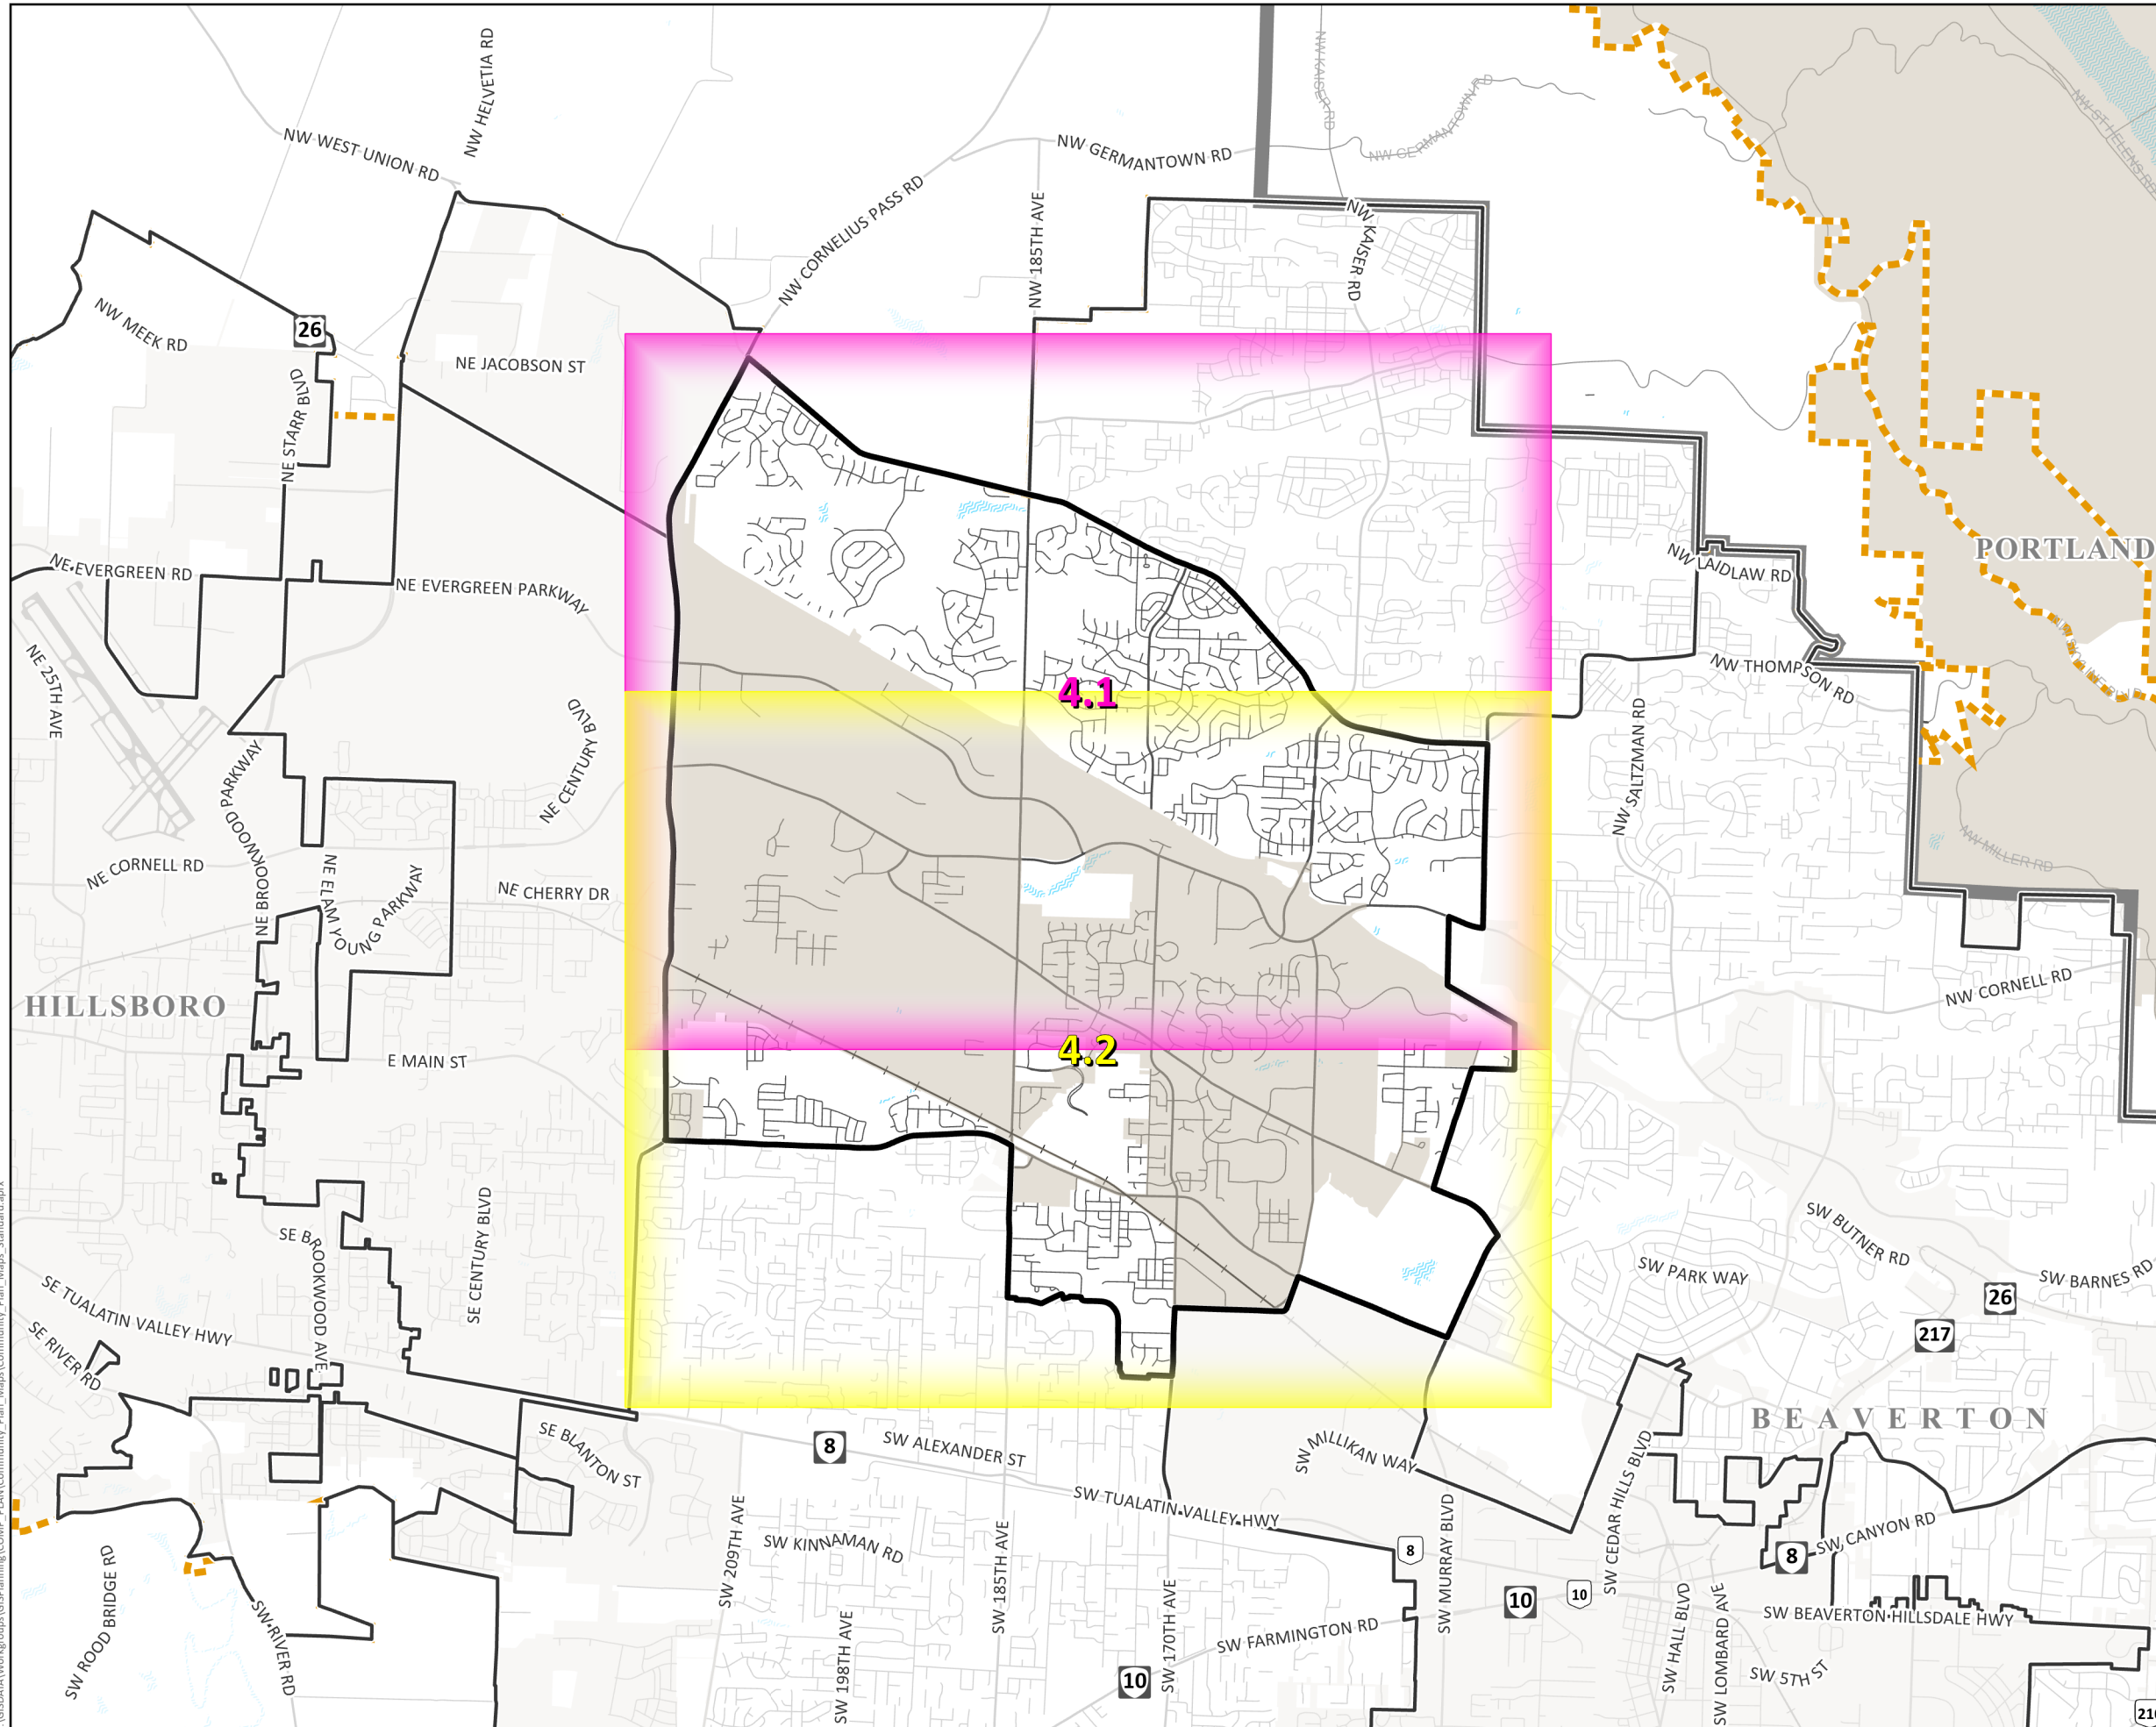 NW HELVETIA RD
NW WEST UNION RD
NW KAISER RD
NW GERMANTOWN RD
NW GERMANTOWN RD
NW ST HELENS RD
NW CORNELIUS PASS RD
NW 185TH AVE
NW KAISER RD
NW MEEK RD
26
NE JACOBSON ST
NE STARR BLVD
PORTLAND
NW LAIDLAW RD
NE EVERGREEN RD
NE EVERGREEN PARKWAY
NE 25TH AVE
NW THOMPSON RD
4.1
NE CENTURY BLVD
NW SALTZMAN RD
NE BROOKWOOD PARKWAY
NW MILLER RD
NE CORNELL RD
NE ELAM YOUNG PARKWAY
NE CHERRY DR
NW CORNELL RD
HILLSBORO
E MAIN ST
4.2
SW BUTNER RD
SE CENTURY BLVD
SE BROOKWOOD AVE
SW PARK WAY
SW BARNES RD
26
SE TUALATIN VALLEY HWY
217
SE RIVER RD
BEAVERTON
SE BLANTON ST
8
SW ALEXANDER ST
SW MILLIKAN WAY
SW CEDAR HILLS BLVD
SW TUALATIN VALLEY HWY
SW MURRAY BLVD
SW 209TH AVE
SW KINNAMAN RD
SW 185TH AVE
8
8
SW CANYON RD
SW ROOD BRIDGE RD
SW RIVER RD
SW 198TH AVE
SW 170TH AVE
SW FARMINGTON RD
10
10
10
SW HALL BLVD
SW LOMBARD AVE
SW BEAVERTON HILLSDALE HWY
SW 5TH ST